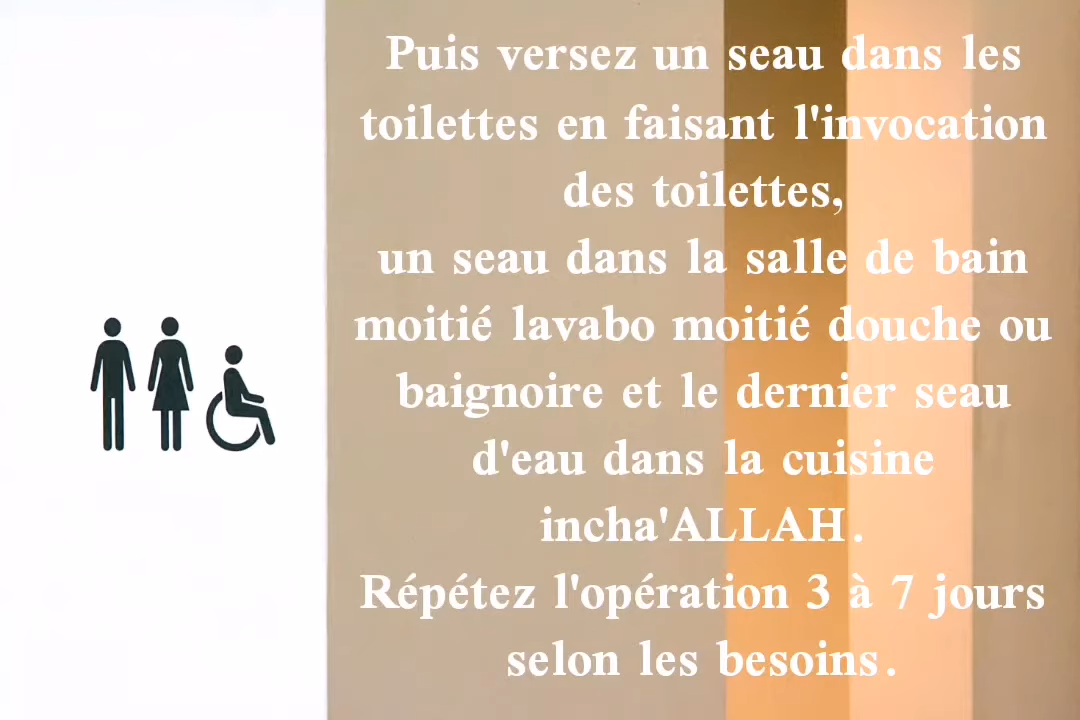 Puis versez un seau dans les
toilettes en faisant l'invocation
des toilettes,
un seau dans la salle de bain
moitié lavabo moitié douche ou
baignoire et le dernier seau
d'eau dans la cuisine
incha'ALLAH.
Répétez l'opération 3 à 7 jours
selon les besoins.